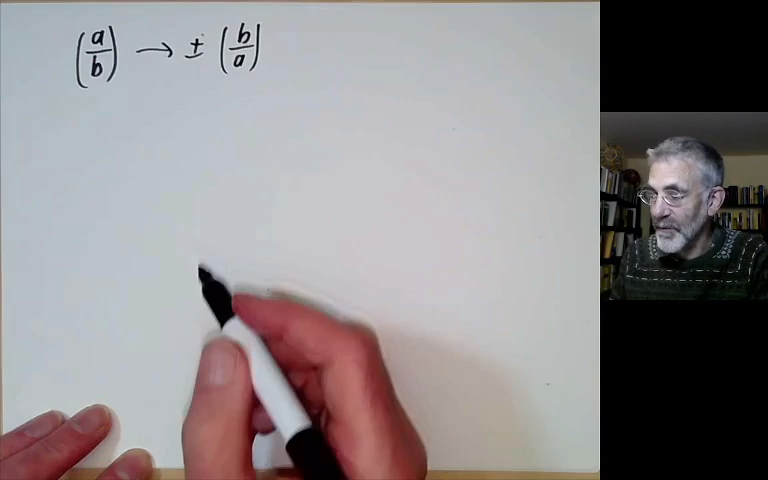 (a/b) → ± (b/a)